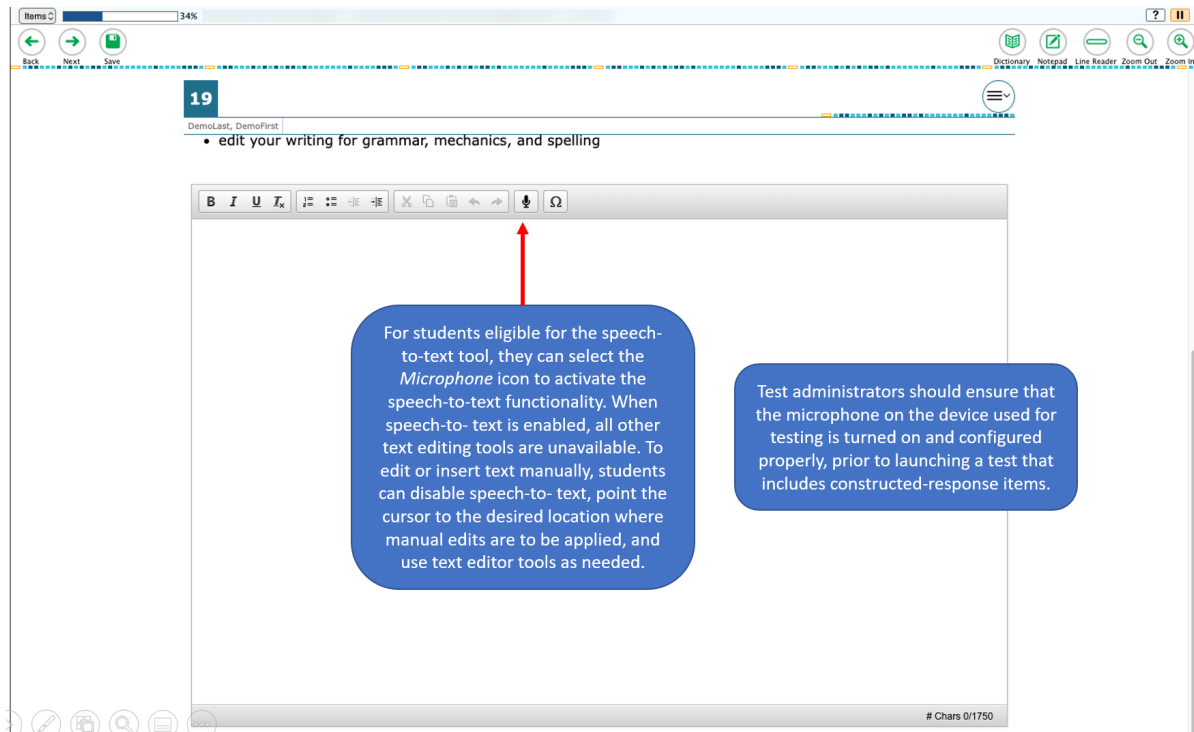 Items
34%
?
Back
Next
Save
Dictionary
Notepad
Line Reader
Zoom Out
Zoom In
19
DemoLast, DemoFirst
• edit your writing for grammar, mechanics, and spelling
B I U Tx
Ω
For students eligible for the speech-
to-text tool, they can select the
Microphone icon to activate the
speech-to-text functionality. When
speech-to- text is enabled, all other
text editing tools are unavailable. To
edit or insert text manually, students
can disable speech-to- text, point the
cursor to the desired location where
manual edits are to be applied, and
use text editor tools as needed.
Test administrators should ensure that
the microphone on the device used for
testing is turned on and configured
properly, prior to launching a test that
includes constructed-response items.
# Chars 0/1750